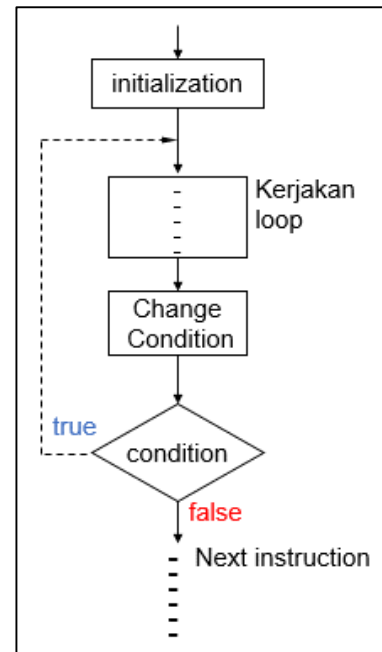 initialization
Kerjakan
loop
Change
Condition
true
condition
false
Next instruction